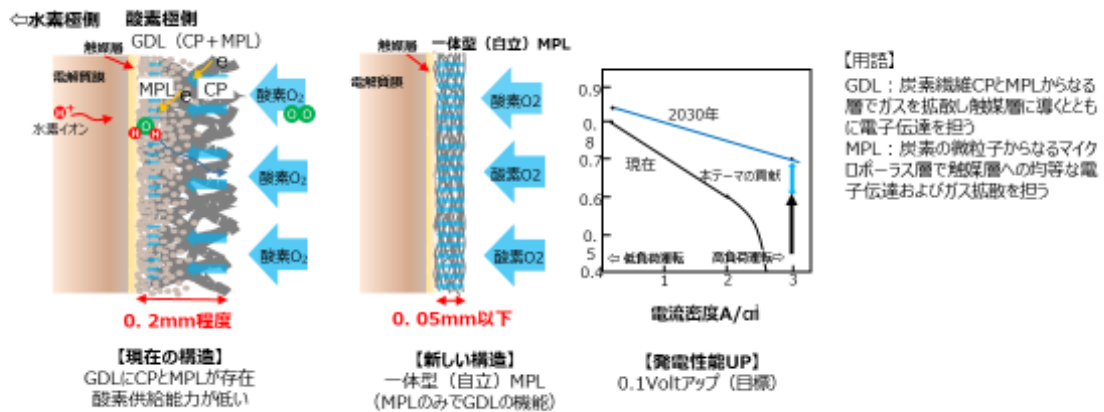 ⇦水素極側 酸素極側
触媒層 GDL（CP＋MPL）
電解質膜
e
MPL CP
e
酸素O₂
O O
H⁺
水素イオン
H O H
酸素O₂
酸素O₂
0. 2mm程度
【現在の構造】
GDLにCPとMPLが存在
酸素供給能力が低い
触媒層 一体型（自立）MPL
電解質膜
酸素O2
酸素O2
酸素O2
0. 05mm以下
【新しい構造】
一体型（自立）MPL
（MPLのみでGDLの機能）
0.9
0.
8
0.7
0.6
0.
5
0.4
2030年
現在
本テーマの貢献
⇦ 低負荷運転 高負荷運転⇨
1 2 3
電流密度A/㎠
【発電性能UP】
0.1Voltアップ（目標）
【用語】
GDL：炭素繊維CPとMPLからなる
層でガスを拡散し触媒層に導くとともに
電子伝達を担う
MPL：炭素の微粒子からなるマイク
ロポーラス層で触媒層への均等な電
子伝達およびガス拡散を担う